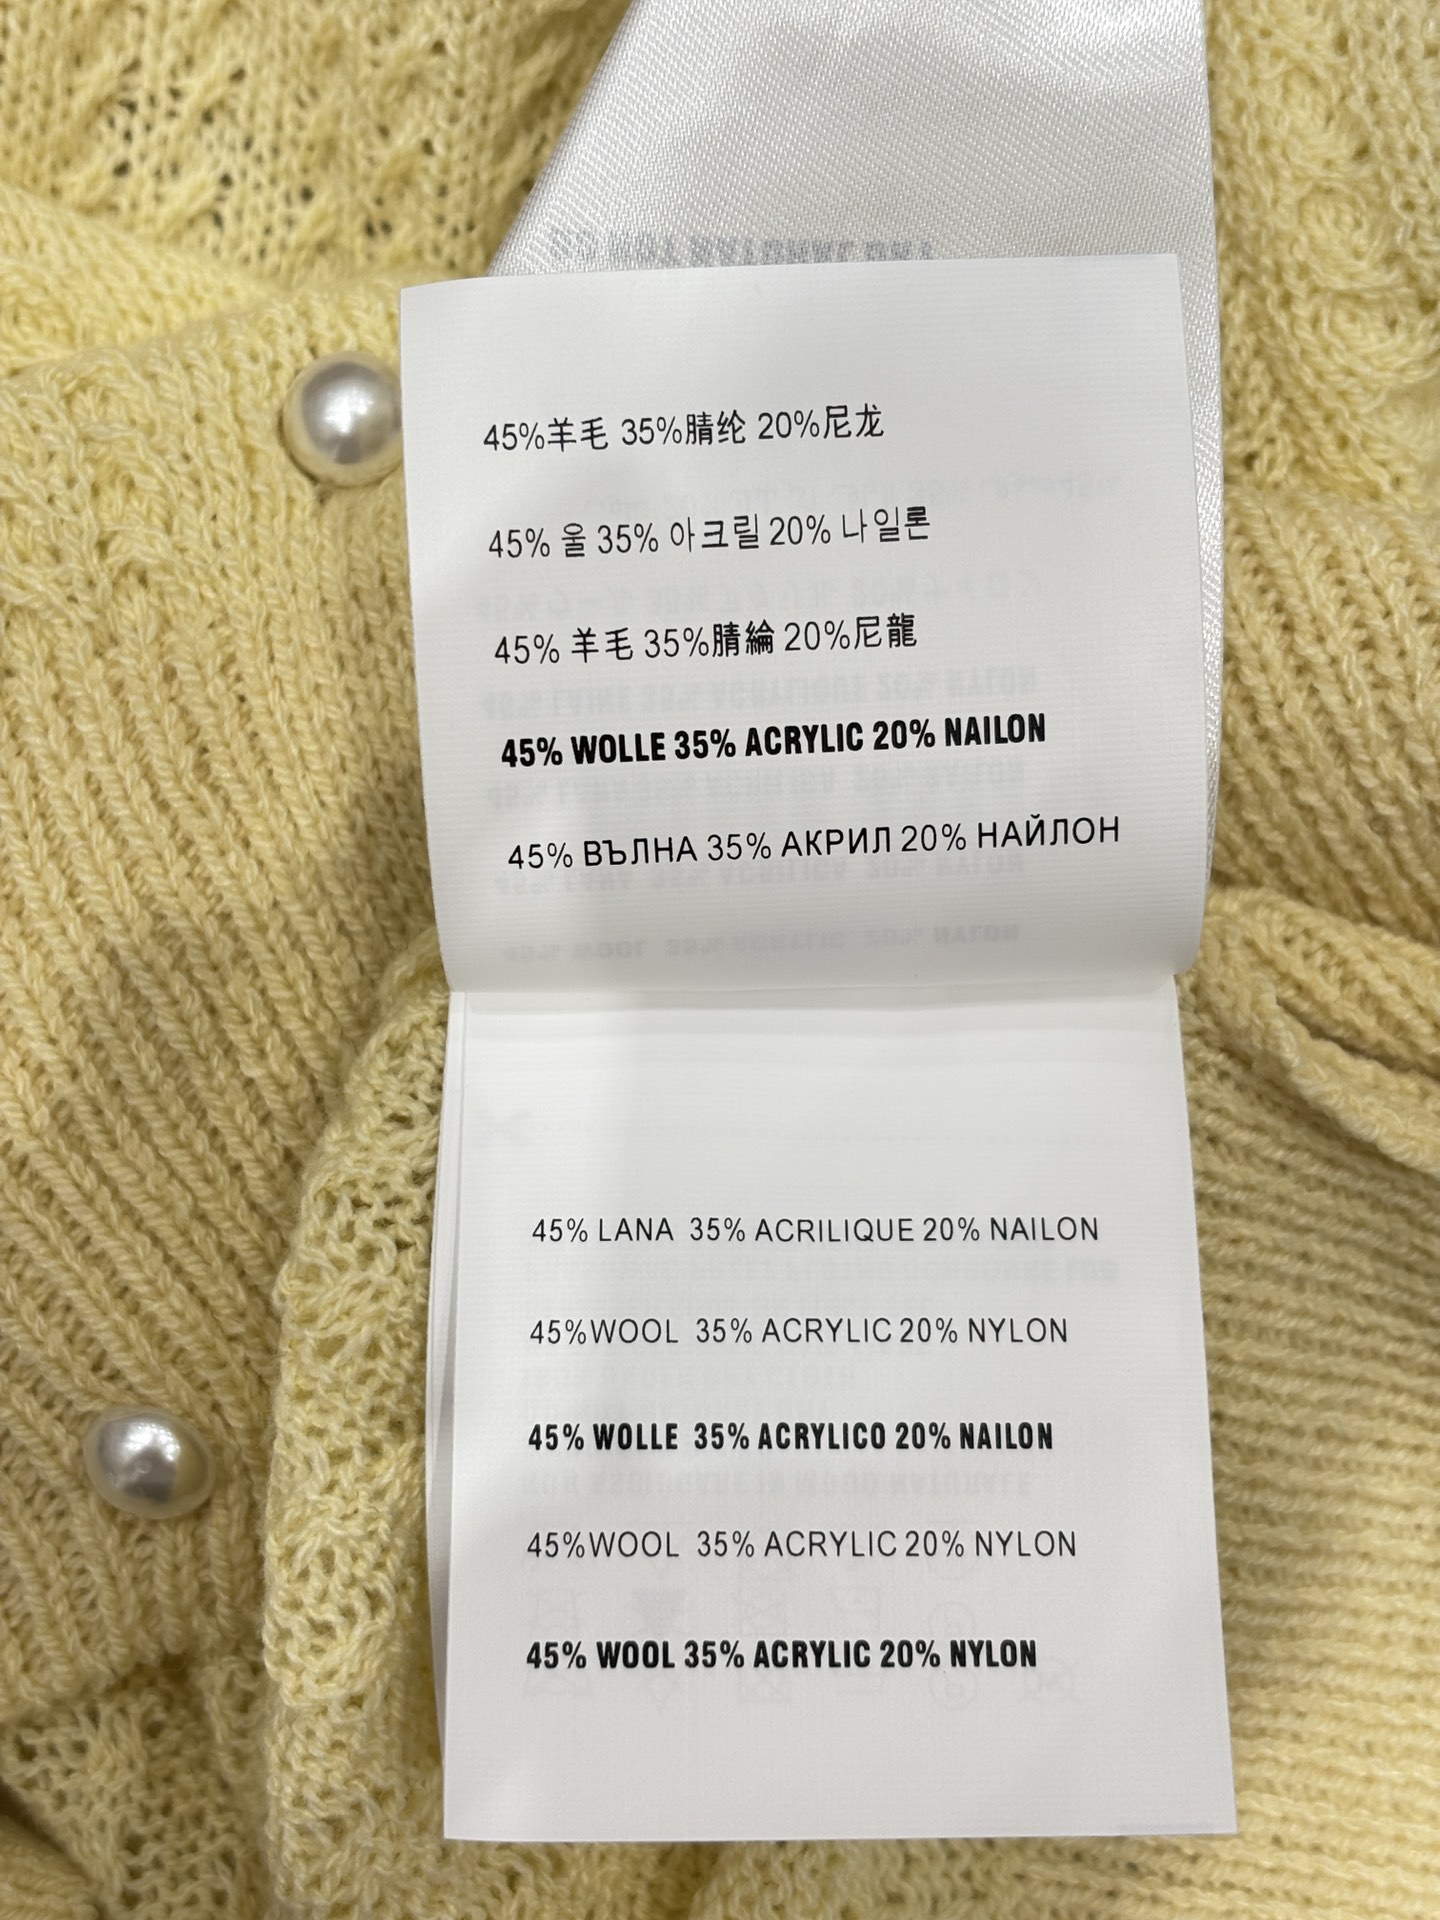 45%羊毛 35%腈纶 20%尼龙
45% 울 35% 아크릴 20% 나일론
45% 羊毛 35%腈綸 20%尼龍
45% WOLLE 35% ACRYLIC 20% NAILON
45% ВЪЛНА 35% АКРИЛ 20% НАЙЛОН
45% LANA 35% ACRILIQUE 20% NAILON
45%WOOL 35% ACRYLIC 20% NYLON
45% WOLLE 35% ACRYLICO 20% NAILON
45%WOOL 35% ACRYLIC 20% NYLON
45% WOOL 35% ACRYLIC 20% NYLON